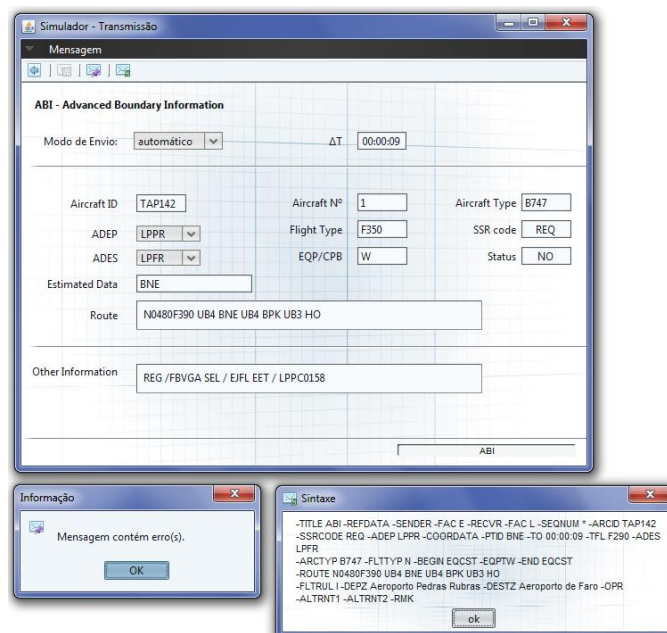 Simulador - Transmissão
Mensagem
ABI - Advanced Boundary Information
Modo de Envio: automático ΔT 00:00:09
Aircraft ID TAP142 Aircraft Nº 1 Aircraft Type B747
ADEP LPPR Flight Type F350 SSR code REQ
ADES LPFR EQP/CPB W Status NO
Estimated Data BNE
Route N0480F390 UB4 BNE UB4 BPK UB3 HO
Other Information REG /FBVGA SEL / EJFL EET / LPPC0158
ABI
Informação
Mensagem contém erro(s).
OK
Sintaxe
-TITLE ABI -REFDATA -SENDER -FAC E -RECVR -FAC L -SEQNUM * -ARCID TAP142
-SSRCODE REQ -ADEP LPPR -COORDATA -PTID BNE -TO 00:00:09 -TFL F290 -ADES
LPFR
-ARCTYP B747 -FLTTYP N -BEGIN EQCST -EQPTW -END EQCST
-ROUTE N0480F390 UB4 BNE UB4 BPK UB3 HO
-FLTRUL I -DEPZ Aeroporto Pedras Rubras -DESTZ Aeroporto de Faro -OPR
-ALTRNT1 -ALTRNT2 -RMK
ok